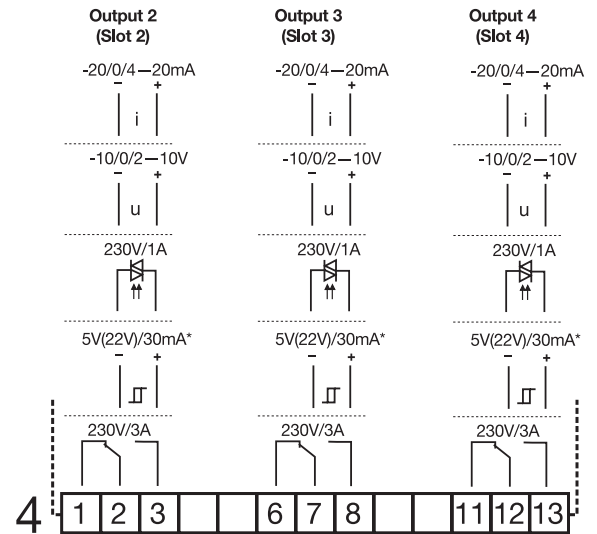 Output 2 Output 3 Output 4
(Slot 2) (Slot 3) (Slot 4)
-20/0/4—20mA -20/0/4—20mA -20/0/4—20mA
− + − + − +
i i i
-10/0/2—10V -10/0/2—10V -10/0/2—10V
− + − + − +
u u u
230V/1A 230V/1A 230V/1A
5V(22V)/30mA* 5V(22V)/30mA* 5V(22V)/30mA*
− + − + − +
230V/3A 230V/3A 230V/3A
4 1 2 3 6 7 8 11 12 13